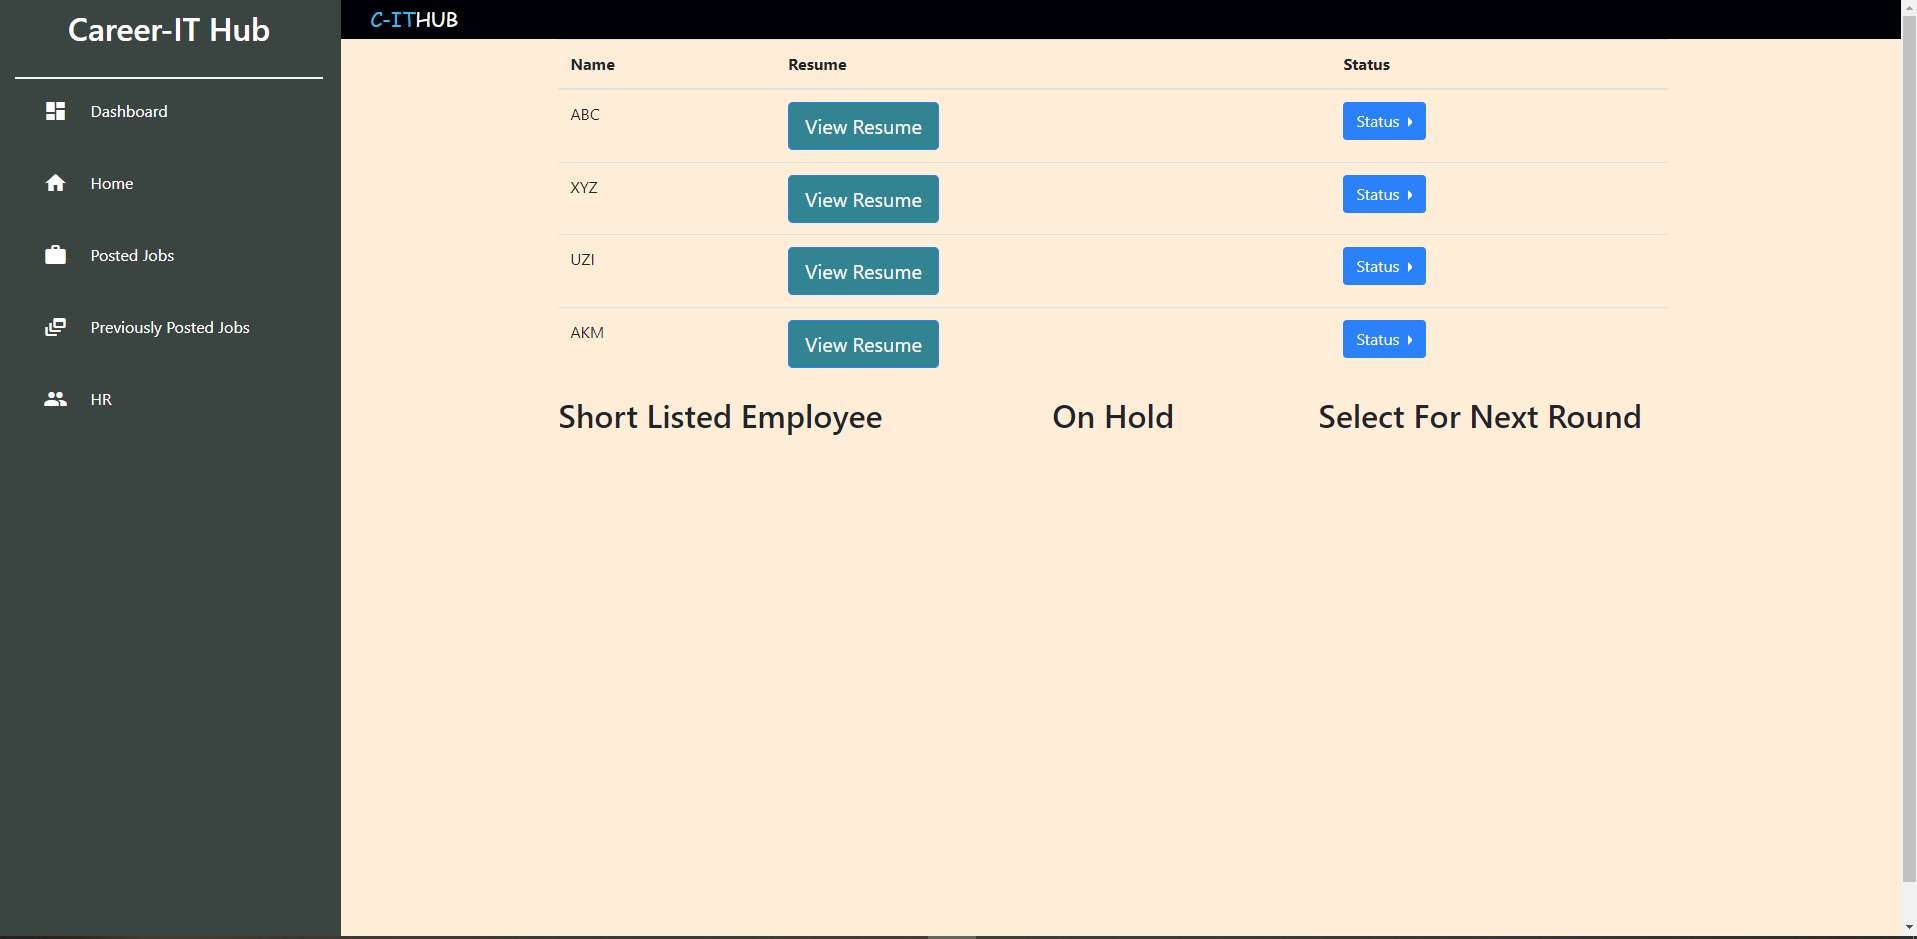 Career-IT Hub
Dashboard
Home
Posted Jobs
Previously Posted Jobs
HR
C-ITHUB
Name Resume Status
ABC View Resume Status
XYZ View Resume Status
UZI View Resume Status
AKM View Resume Status
Short Listed Employee On Hold Select For Next Round